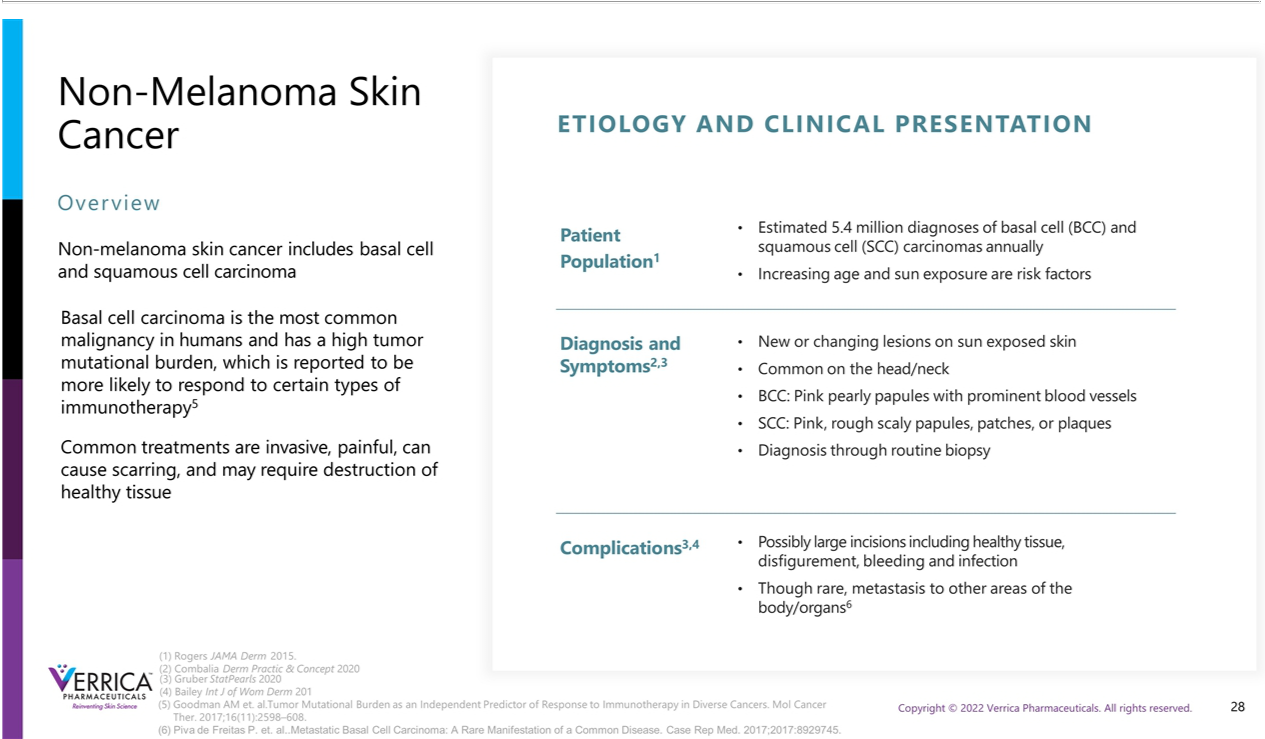 Non-Melanoma Skin
Cancer
Overview
Non-melanoma skin cancer includes basal cell
and squamous cell carcinoma
Basal cell carcinoma is the most common
malignancy in humans and has a high tumor
mutational burden, which is reported to be
more likely to respond to certain types of
immunotherapy⁵
Common treatments are invasive, painful, can
cause scarring, and may require destruction of
healthy tissue
ETIOLOGY AND CLINICAL PRESENTATION
Patient
Population¹
• Estimated 5.4 million diagnoses of basal cell (BCC) and
squamous cell (SCC) carcinomas annually
• Increasing age and sun exposure are risk factors
Diagnosis and
Symptoms²,³
• New or changing lesions on sun exposed skin
• Common on the head/neck
• BCC: Pink pearly papules with prominent blood vessels
• SCC: Pink, rough scaly papules, patches, or plaques
• Diagnosis through routine biopsy
Complications³,⁴
• Possibly large incisions including healthy tissue,
disfigurement, bleeding and infection
• Though rare, metastasis to other areas of the
body/organs⁶
VERRICA™
PHARMACEUTICALS
Reinventing Skin Science
(1) Rogers JAMA Derm 2015.
(2) Combalia Derm Practic & Concept 2020
(3) Gruber StatPearls 2020
(4) Bailey Int J of Wom Derm 201
(5) Goodman AM et. al.Tumor Mutational Burden as an Independent Predictor of Response to Immunotherapy in Diverse Cancers. Mol Cancer
Ther. 2017;16(11):2598–608.
(6) Piva de Freitas P. et. al..Metastatic Basal Cell Carcinoma: A Rare Manifestation of a Common Disease. Case Rep Med. 2017;2017:8929745.
Copyright © 2022 Verrica Pharmaceuticals. All rights reserved.
28